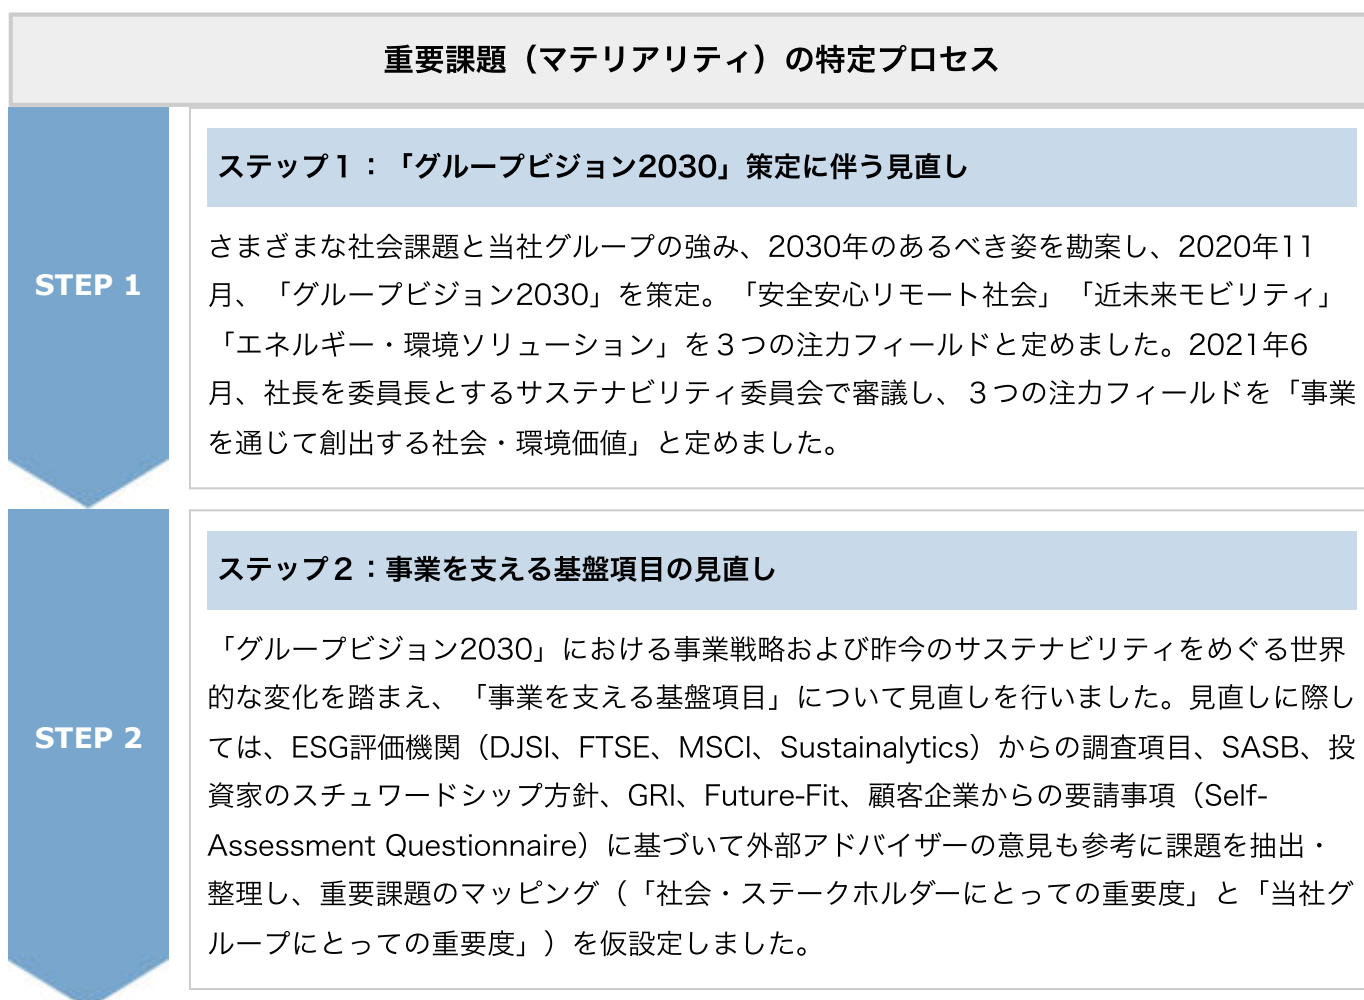 重要課題（マテリアリティ）の特定プロセス
STEP 1
ステップ１：「グループビジョン2030」策定に伴う見直し
さまざまな社会課題と当社グループの強み、2030年のあるべき姿を勘案し、2020年11
月、「グループビジョン2030」を策定。「安全安心リモート社会」「近未来モビリティ」
「エネルギー・環境ソリューション」を３つの注力フィールドと定めました。2021年6
月、社長を委員長とするサステナビリティ委員会で審議し、３つの注力フィールドを「事業
を通じて創出する社会・環境価値」と定めました。
STEP 2
ステップ２：事業を支える基盤項目の見直し
「グループビジョン2030」における事業戦略および昨今のサステナビリティをめぐる世界
的な変化を踏まえ、「事業を支える基盤項目」について見直しを行いました。見直しに際し
ては、ESG評価機関（DJSI、FTSE、MSCI、Sustainalytics）からの調査項目、SASB、投
資家のスチュワードシップ方針、GRI、Future-Fit、顧客企業からの要請事項（Self-
Assessment Questionnaire）に基づいて外部アドバイザーの意見も参考に課題を抽出・
整理し、重要課題のマッピング（「社会・ステークホルダーにとっての重要度」と「当社グ
ループにとっての重要度」）を仮設定しました。